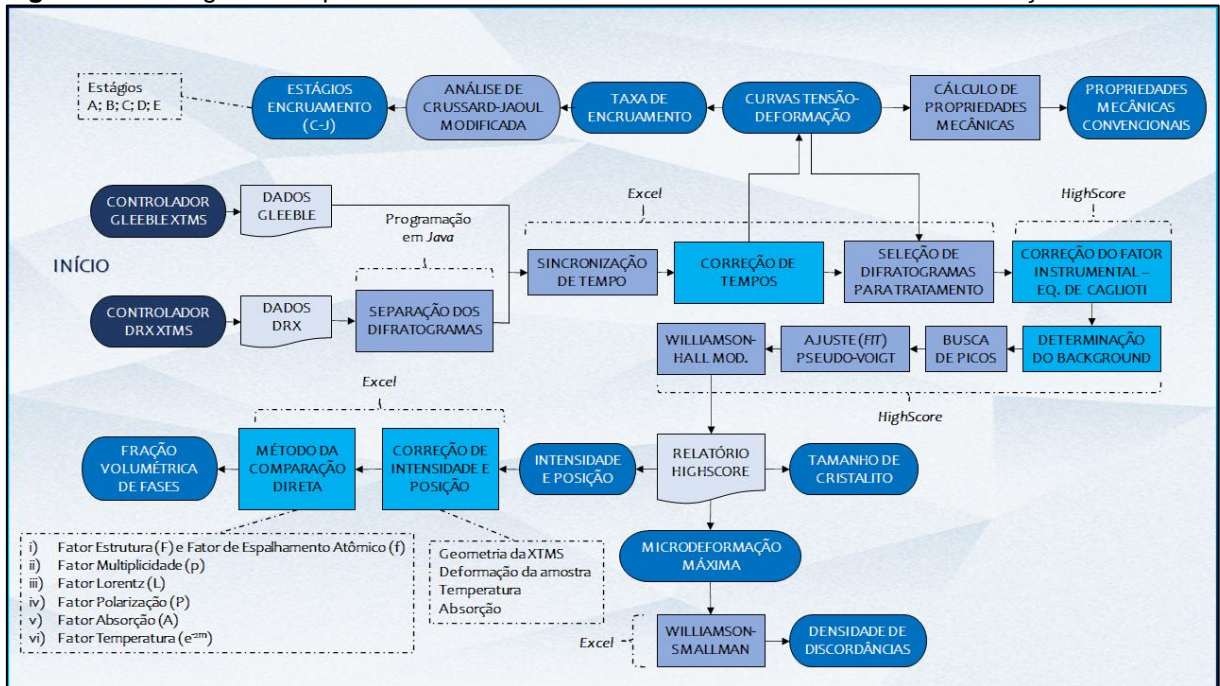 Estágios
A; B; C; D; E
ESTÁGIOS
ENCRUAMENTO
(C-J)
ANÁLISE DE
CRUSSARD-JAOUL
MODIFICADA
TAXA DE
ENCRUAMENTO
CURVAS TENSÃO-
DEFORMAÇÃO
CÁLCULO DE
PROPRIEDADES
MECÂNICAS
PROPRIEDADES
MECÂNICAS
CONVENCIONAIS
CONTROLADOR
GLEEBLE XTMS
DADOS
GLEEBLE
Programação
em Java
Excel
HighScore
INÍCIO
SINCRONIZAÇÃO
DE TEMPO
CORREÇÃO DE
TEMPOS
SELEÇÃO DE
DIFRATOGRAMAS
PARA TRATAMENTO
CORREÇÃO DO FATOR
INSTRUMENTAL –
EQ. DE CAGLIOTI
CONTROLADOR
DRX XTMS
DADOS
DRX
SEPARAÇÃO DOS
DIFRATOGRAMAS
WILLIAMSON-
HALL MOD.
AJUSTE (FIT)
PSEUDO-VOIGT
BUSCA
DE PICOS
DETERMINAÇÃO
DO BACKGROUND
Excel
HighScore
FRAÇÃO
VOLUMÉTRICA
DE FASES
MÉTODO DA
COMPARAÇÃO
DIRETA
CORREÇÃO DE
INTENSIDADE E
POSIÇÃO
INTENSIDADE
E POSIÇÃO
RELATÓRIO
HIGHSCORE
TAMANHO DE
CRISTALITO
i) Fator Estrutura (F) e Fator de Espalhamento Atômico (f)
ii) Fator Multiplicidade (p)
iii) Fator Lorentz (L)
iv) Fator Polarização (P)
v) Fator Absorção (A)
vi) Fator Temperatura (e⁻²ᵐ)
Geometria da XTMS
Deformação da amostra
Temperatura
Absorção
MICRODEFORMAÇÃO
MÁXIMA
Excel
WILLIAMSON-
SMALLMAN
DENSIDADE DE
DISCORDÂNCIAS